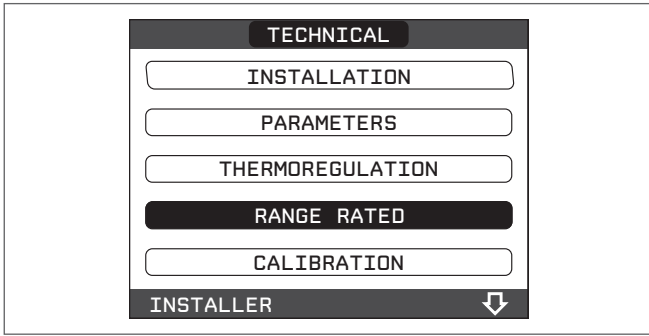 TECHNICAL
INSTALLATION
PARAMETERS
THERMOREGULATION
RANGE RATED
CALIBRATION
INSTALLER